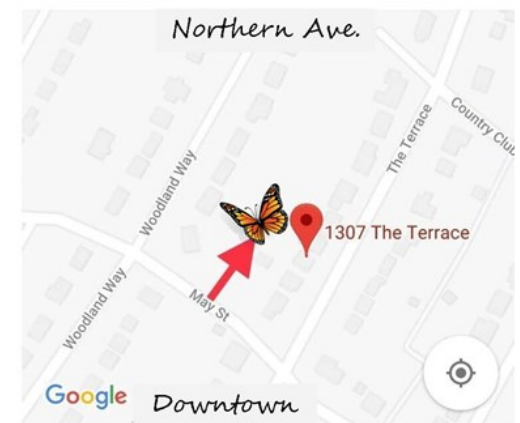 Northern Ave.
Country Club
The Terrace
Woodland Way
1307 The Terrace
Woodland Way
May St
Google
Downtown